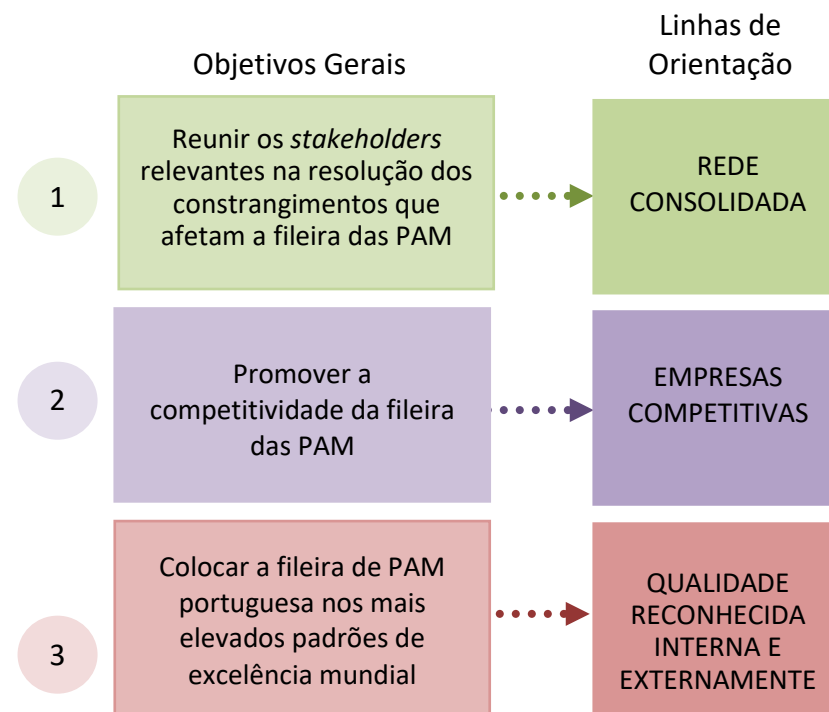 Objetivos Gerais
Linhas de
Orientação
1
Reunir os stakeholders
relevantes na resolução dos
constrangimentos que
afetam a fileira das PAM
REDE
CONSOLIDADA
2
Promover a
competitividade da fileira
das PAM
EMPRESAS
COMPETITIVAS
3
Colocar a fileira de PAM
portuguesa nos mais
elevados padrões de
excelência mundial
QUALIDADE
RECONHECIDA
INTERNA E
EXTERNAMENTE